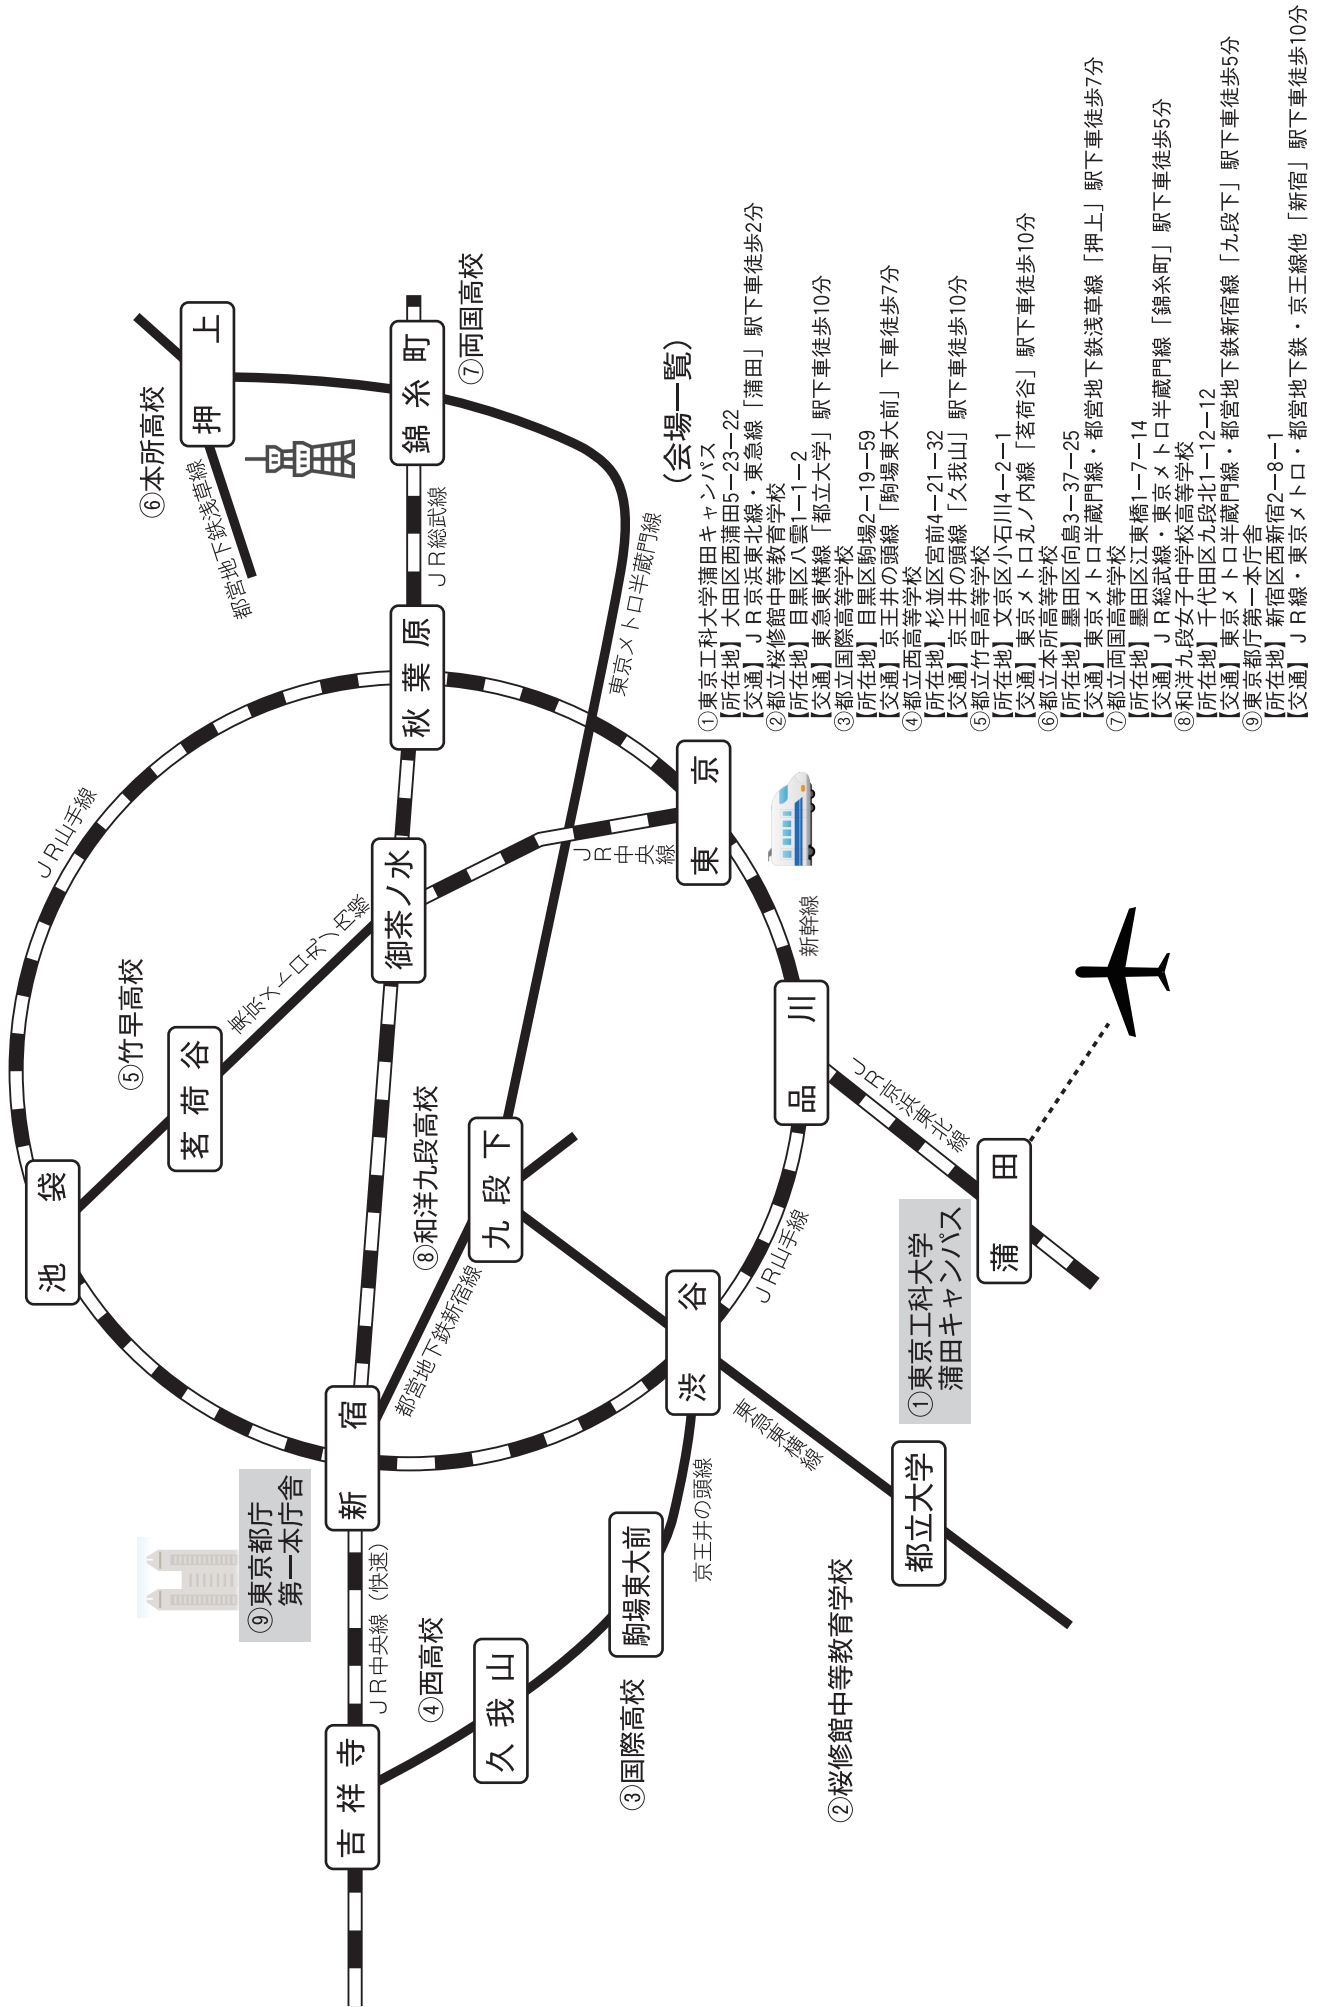 ⑥本所高校
押上
都営地下鉄浅草線
⑦両国高校
錦糸町
JR総武線
東京メトロ半蔵門線
秋葉原
JR山手線
JR中央線
東京
新幹線
御茶ノ水
東京メトロ丸ノ内線
⑤竹早高校
茗荷谷
池袋
⑧和洋九段高校
九段下
都営地下鉄新宿線
品川
JR京浜東北線
蒲田
①東京工科大学
蒲田キャンパス
JR山手線
渋谷
新宿
⑨東京都庁
第一本庁舎
JR中央線（快速）
京王井の頭線
東急東横線
都立大学
②桜修館中等教育学校
駒場東大前
③国際高校
④西高校
久我山
吉祥寺
（会場一覧）
①東京工科大学蒲田キャンパス
【所在地】大田区西蒲田5－23－22
【交通】ＪＲ京浜東北線・東急線「蒲田」駅下車徒歩2分
②都立桜修館中等教育学校
【所在地】目黒区八雲1－1－2
【交通】東急東横線「都立大学」駅下車徒歩10分
③都立国際高等学校
【所在地】目黒区駒場2－19－59
【交通】京王井の頭線「駒場東大前」下車徒歩7分
④都立西高等学校
【所在地】杉並区宮前4－21－32
【交通】京王井の頭線「久我山」駅下車徒歩10分
⑤都立竹早高等学校
【所在地】文京区小石川4－2－1
【交通】東京メトロ丸ノ内線「茗荷谷」駅下車徒歩10分
⑥都立本所高等学校
【所在地】墨田区向島3－37－25
【交通】東京メトロ半蔵門線・都営地下鉄浅草線「押上」駅下車徒歩7分
⑦都立両国高等学校
【所在地】墨田区江東橋1－7－14
【交通】ＪＲ総武線・東京メトロ半蔵門線「錦糸町」駅下車徒歩5分
⑧和洋九段女子中学校高等学校
【所在地】千代田区九段北1－12－12
【交通】東京メトロ半蔵門線・都営地下鉄新宿線「九段下」駅下車徒歩5分
⑨東京都庁第一本庁舎
【所在地】新宿区西新宿2－8－1
【交通】ＪＲ線・東京メトロ・都営地下鉄・京王線他「新宿」駅下車徒歩10分